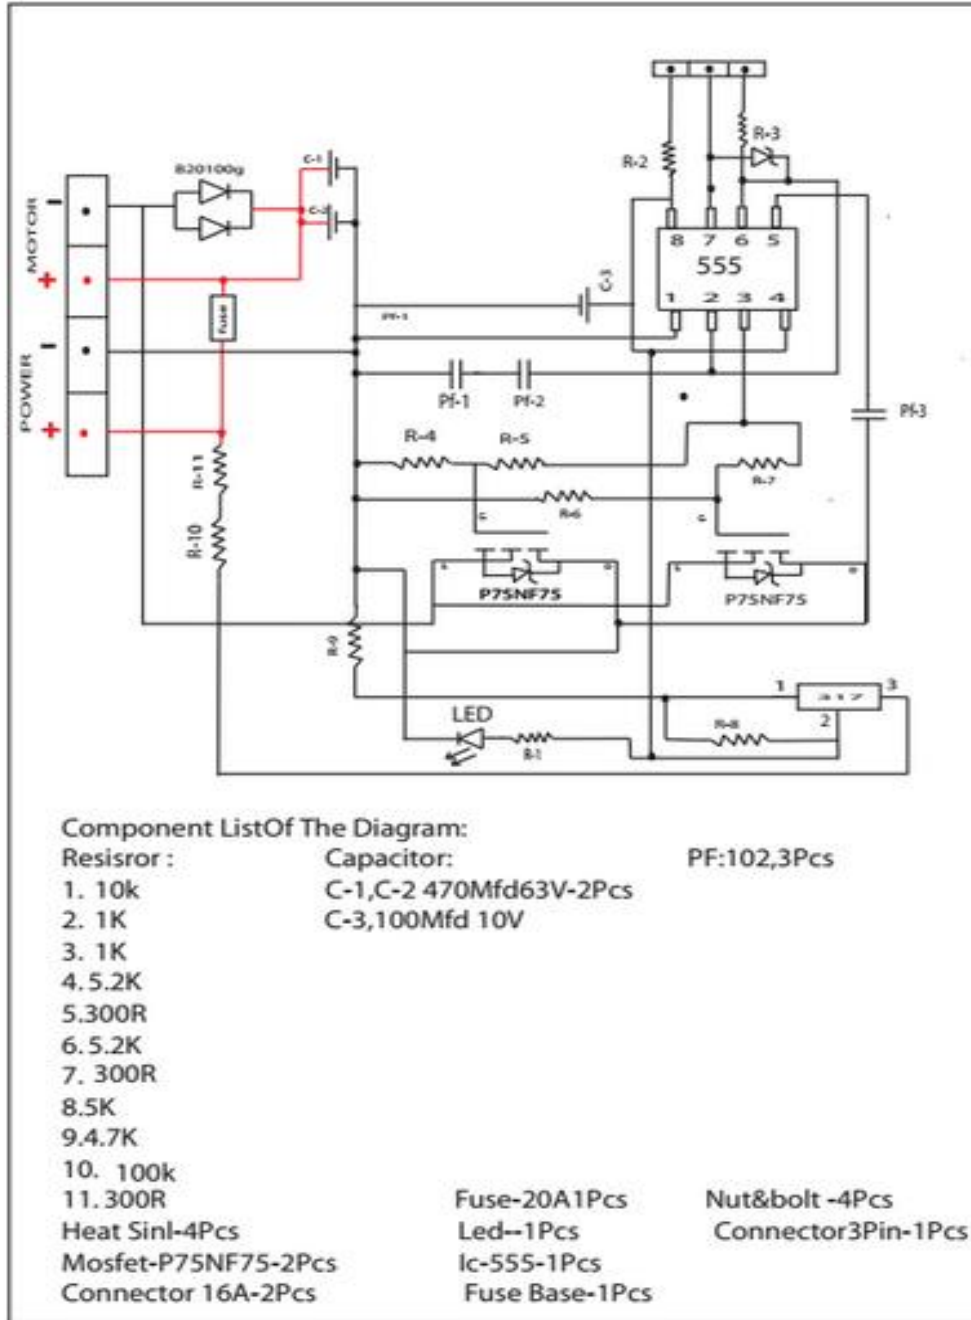 B20100g
C-1
C-2
MOTOR
-
+
POWER
-
+
fuse
R-11
R-10
R-2
R-3
8 7 6 5
555
1 2 3 4
C-3
Pf-1
Pf-1
Pf-2
Pf-3
R-4
R-5
R-6
R-7
G
G
S
D
P75NF75
S
D
P75NF75
R-9
1
317
3
2
R-8
LED
R-1
Component ListOf The Diagram:
Resisror :
Capacitor:
PF:102,3Pcs
1. 10k
C-1,C-2 470Mfd63V-2Pcs
2. 1K
C-3,100Mfd 10V
3. 1K
4.5.2K
5.300R
6.5.2K
7. 300R
8.5K
9.4.7K
10. 100k
11.300R
Fuse-20A1Pcs
Nut&bolt -4Pcs
Heat Sinl-4Pcs
Led--1Pcs
Connector3Pin-1Pcs
Mosfet-P75NF75-2Pcs
Ic-555-1Pcs
Connector 16A-2Pcs
Fuse Base-1Pcs